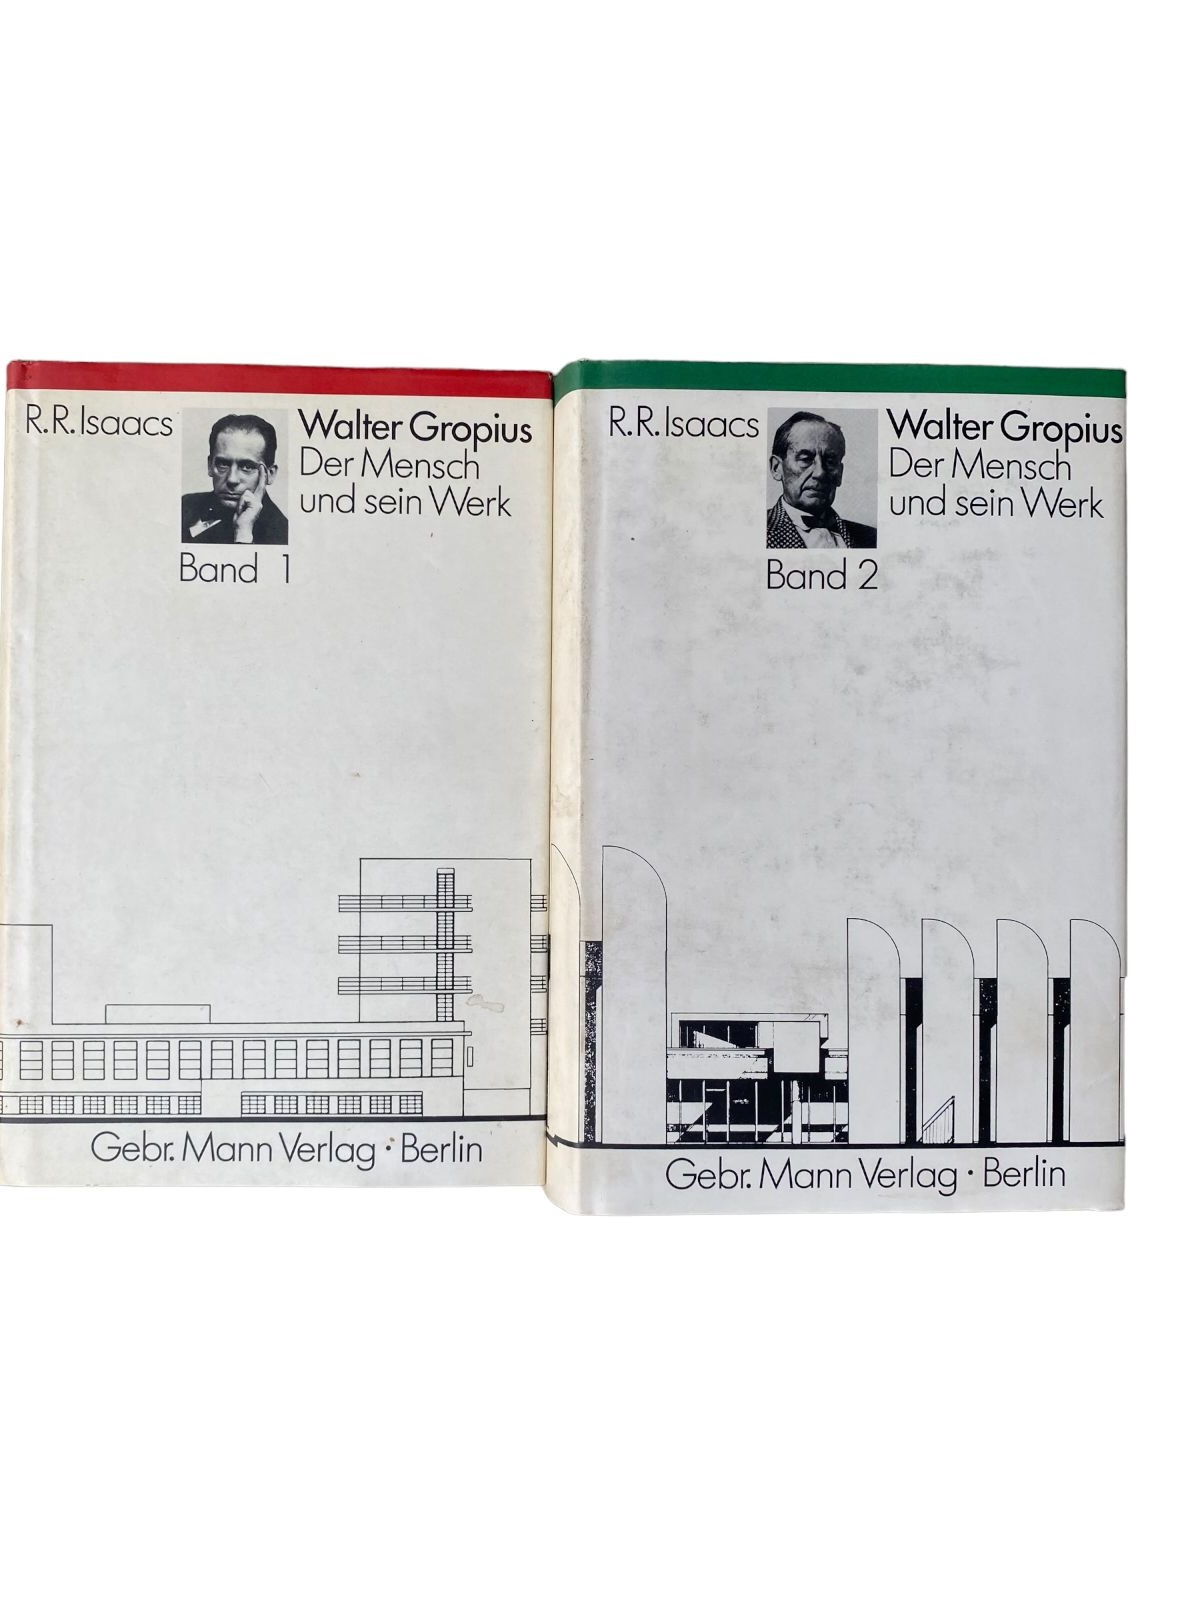 R.R. Isaacs
Walter Gropius
Der Mensch
und sein Werk
Band 1
Gebr. Mann Verlag · Berlin
R.R. Isaacs
Walter Gropius
Der Mensch
und sein Werk
Band 2
Gebr. Mann Verlag · Berlin